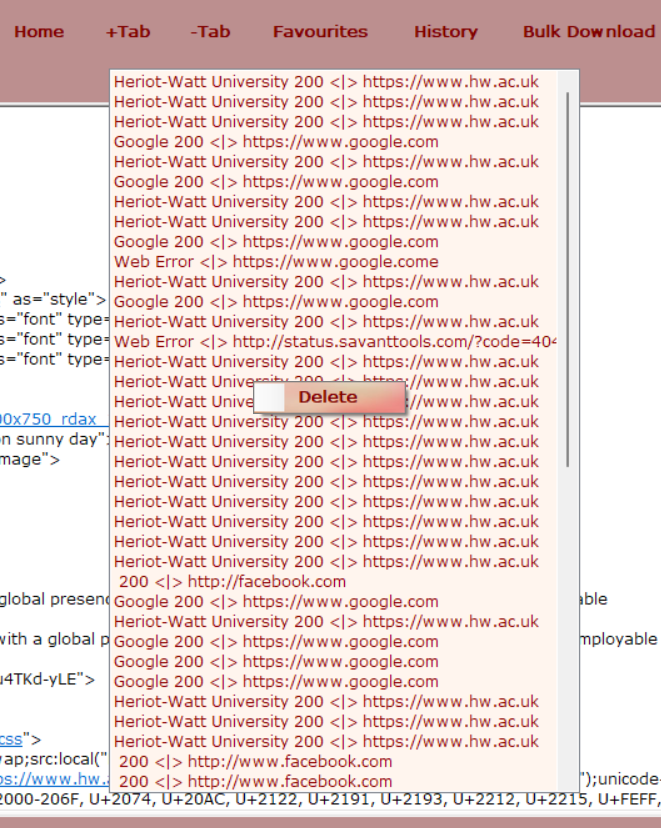 Home +Tab -Tab Favourites History Bulk Download
Heriot-Watt University 200 <|> https://www.hw.ac.uk
Heriot-Watt University 200 <|> https://www.hw.ac.uk
Heriot-Watt University 200 <|> https://www.hw.ac.uk
Google 200 <|> https://www.google.com
Heriot-Watt University 200 <|> https://www.hw.ac.uk
Google 200 <|> https://www.google.com
Heriot-Watt University 200 <|> https://www.hw.ac.uk
Heriot-Watt University 200 <|> https://www.hw.ac.uk
Google 200 <|> https://www.google.com
Web Error <|> https://www.google.come
> Heriot-Watt University 200 <|> https://www.hw.ac.uk
" as="style"> Google 200 <|> https://www.google.com
s="font" type= Heriot-Watt University 200 <|> https://www.hw.ac.uk
s="font" type= Web Error <|> http://status.savanttools.com/?code=404
s="font" type= Heriot-Watt University 200 <|> https://www.hw.ac.uk
Heriot-Watt University 200 <|> https://www.hw.ac.uk
Delete
Heriot-Watt Unive https://www.hw.ac.uk
00x750_rdax_ Heriot-Watt University 200 <|> https://www.hw.ac.uk
on sunny day": Heriot-Watt University 200 <|> https://www.hw.ac.uk
mage"> Heriot-Watt University 200 <|> https://www.hw.ac.uk
Heriot-Watt University 200 <|> https://www.hw.ac.uk
Heriot-Watt University 200 <|> https://www.hw.ac.uk
Heriot-Watt University 200 <|> https://www.hw.ac.uk
Heriot-Watt University 200 <|> https://www.hw.ac.uk
Heriot-Watt University 200 <|> https://www.hw.ac.uk
200 <|> http://facebook.com
global presenc Google 200 <|> https://www.google.com able
Heriot-Watt University 200 <|> https://www.hw.ac.uk
with a global p Google 200 <|> https://www.google.com mployable
Google 200 <|> https://www.google.com
u4TKd-yLE"> Google 200 <|> https://www.google.com
Heriot-Watt University 200 <|> https://www.hw.ac.uk
Heriot-Watt University 200 <|> https://www.hw.ac.uk
css"> Heriot-Watt University 200 <|> https://www.hw.ac.uk
wap;src:local(" 200 <|> http://www.facebook.com
ps://www.hw.a 200 <|> http://www.facebook.com ");unicode-
2000-206F, U+2074, U+20AC, U+2122, U+2191, U+2193, U+2212, U+2215, U+FEFF,